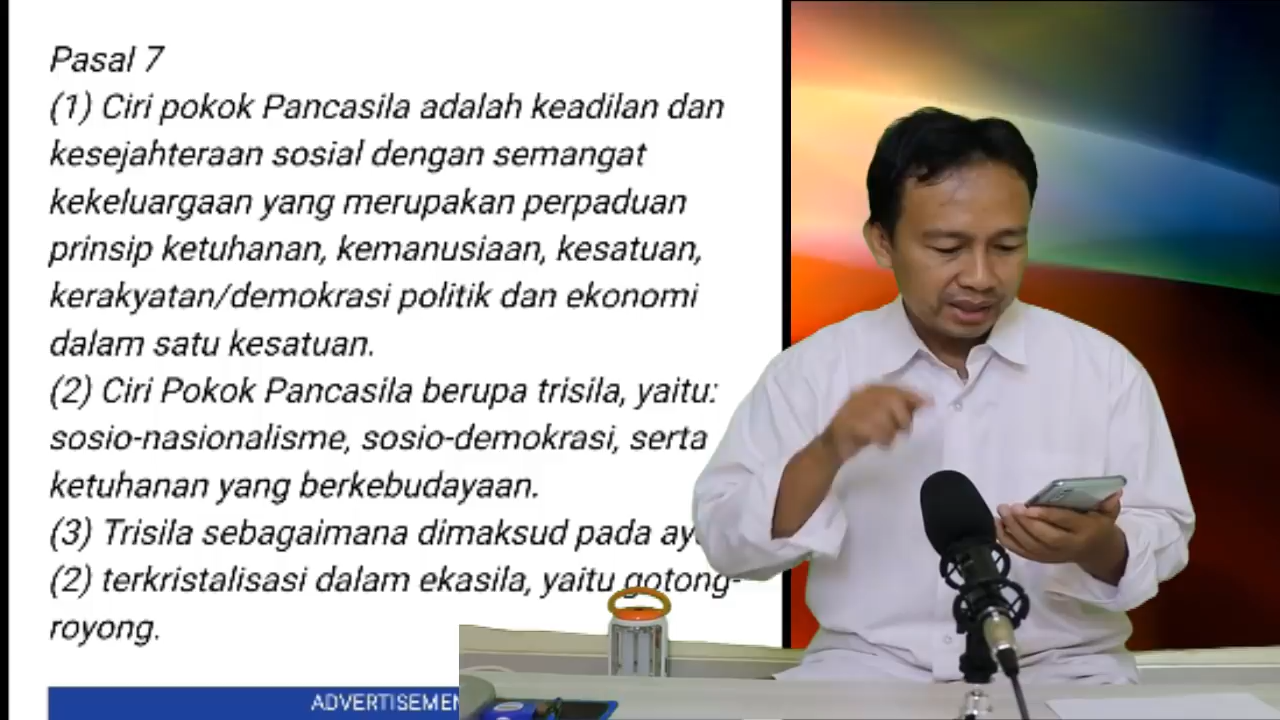 Pasal 7
(1) Ciri pokok Pancasila adalah keadilan dan
kesejahteraan sosial dengan semangat
kekeluargaan yang merupakan perpaduan
prinsip ketuhanan, kemanusiaan, kesatuan,
kerakyatan/demokrasi politik dan ekonomi
dalam satu kesatuan.
(2) Ciri Pokok Pancasila berupa trisila, yaitu:
sosio-nasionalisme, sosio-demokrasi, serta
ketuhanan yang berkebudayaan.
(3) Trisila sebagaimana dimaksud pada
(2) terkristalisasi dalam ekasila, yaitu gotong-
royong.